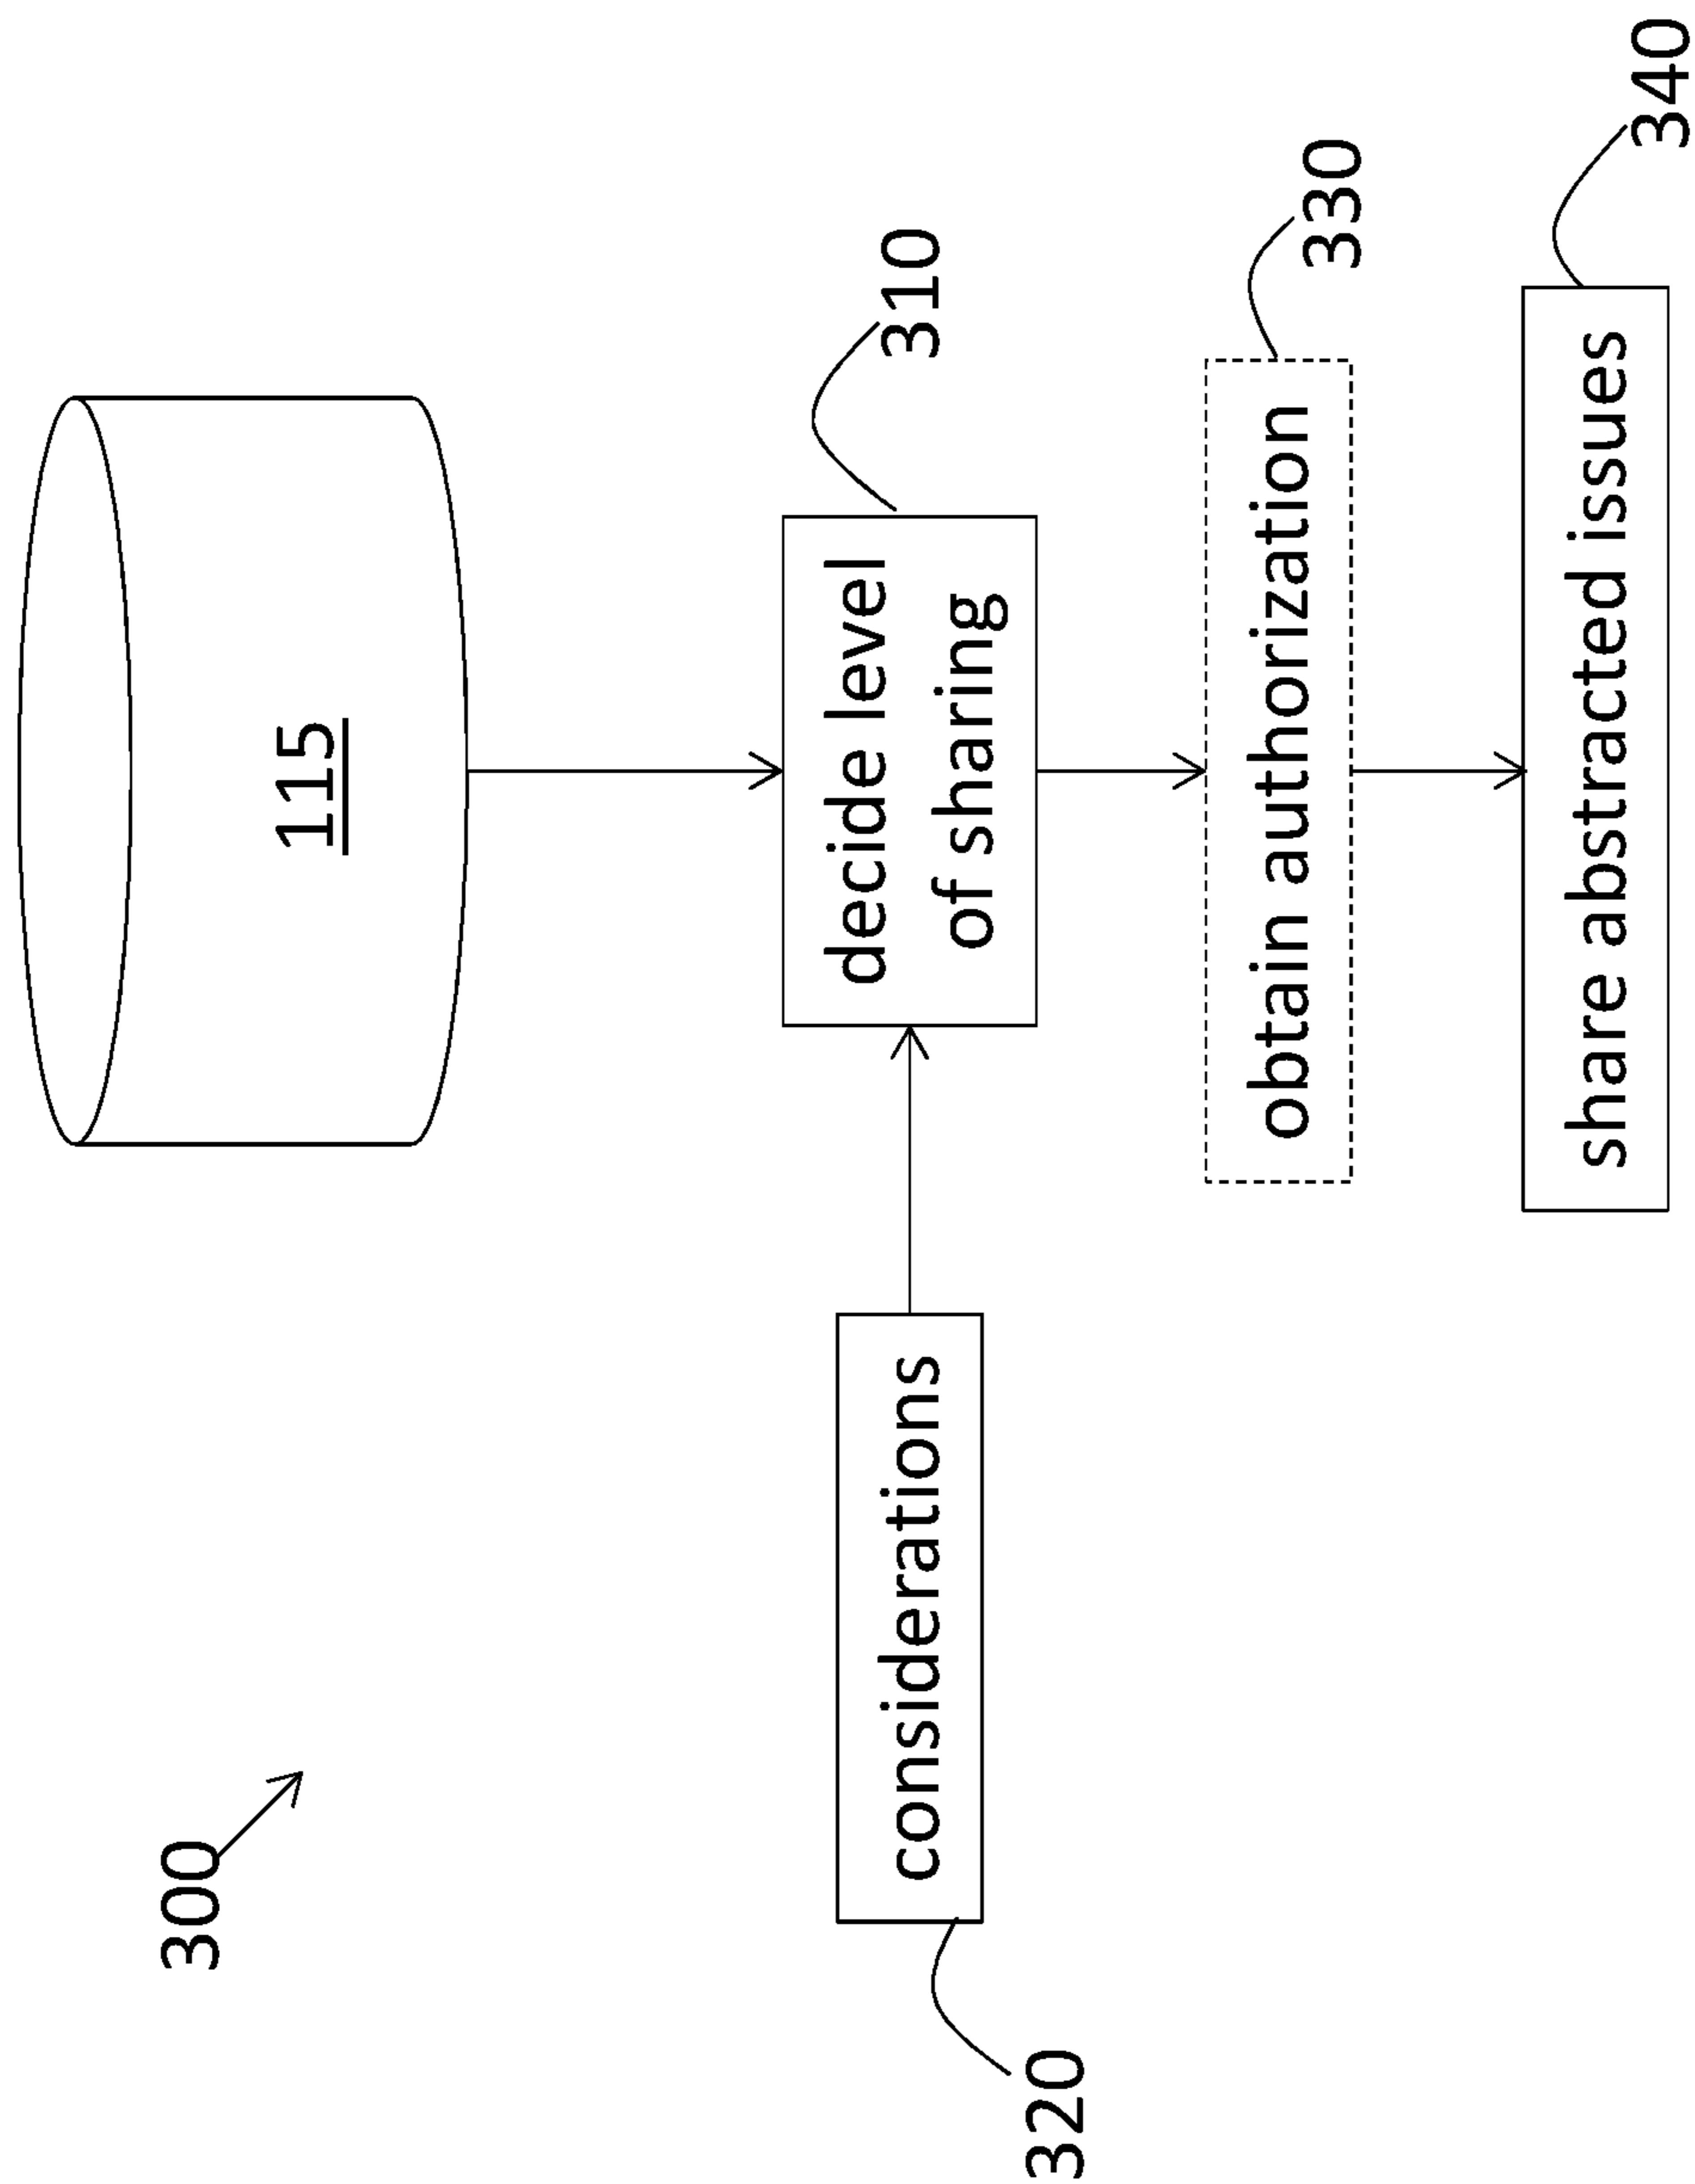 300
115
310
decide level
of sharing
considerations
320
330
obtain authorization
340
share abstracted issues